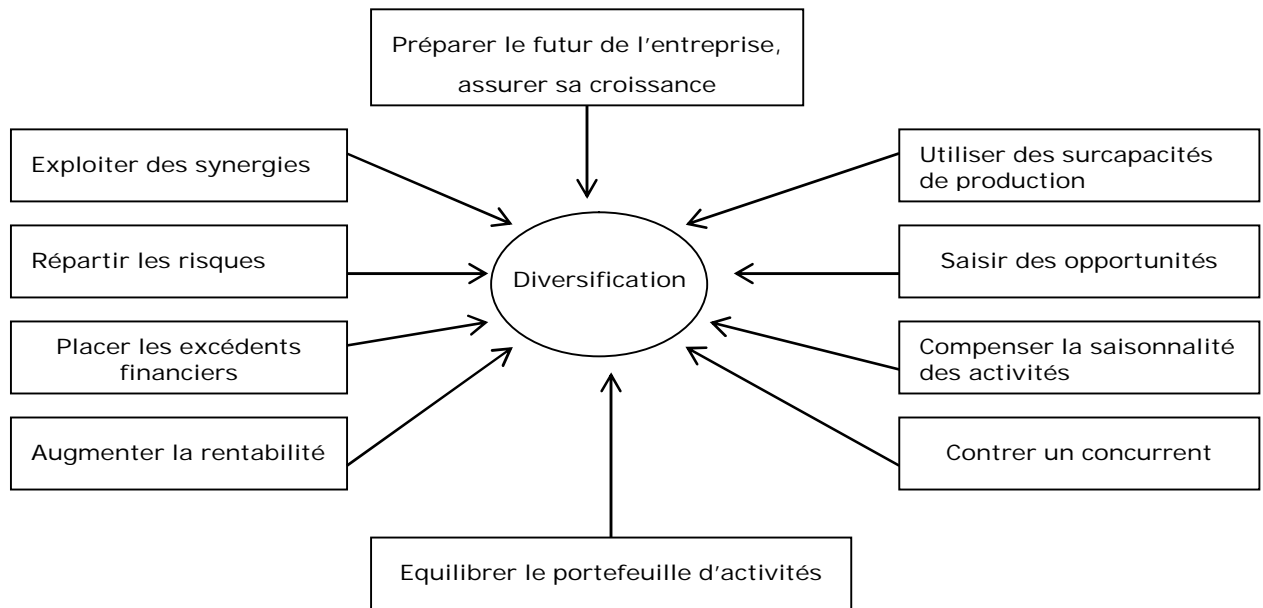 Préparer le futur de l’entreprise,
assurer sa croissance
Exploiter des synergies
Utiliser des surcapacités
de production
Répartir les risques
Saisir des opportunités
Diversification
Placer les excédents
financiers
Compenser la saisonnalité
des activités
Augmenter la rentabilité
Contrer un concurrent
Equilibrer le portefeuille d’activités